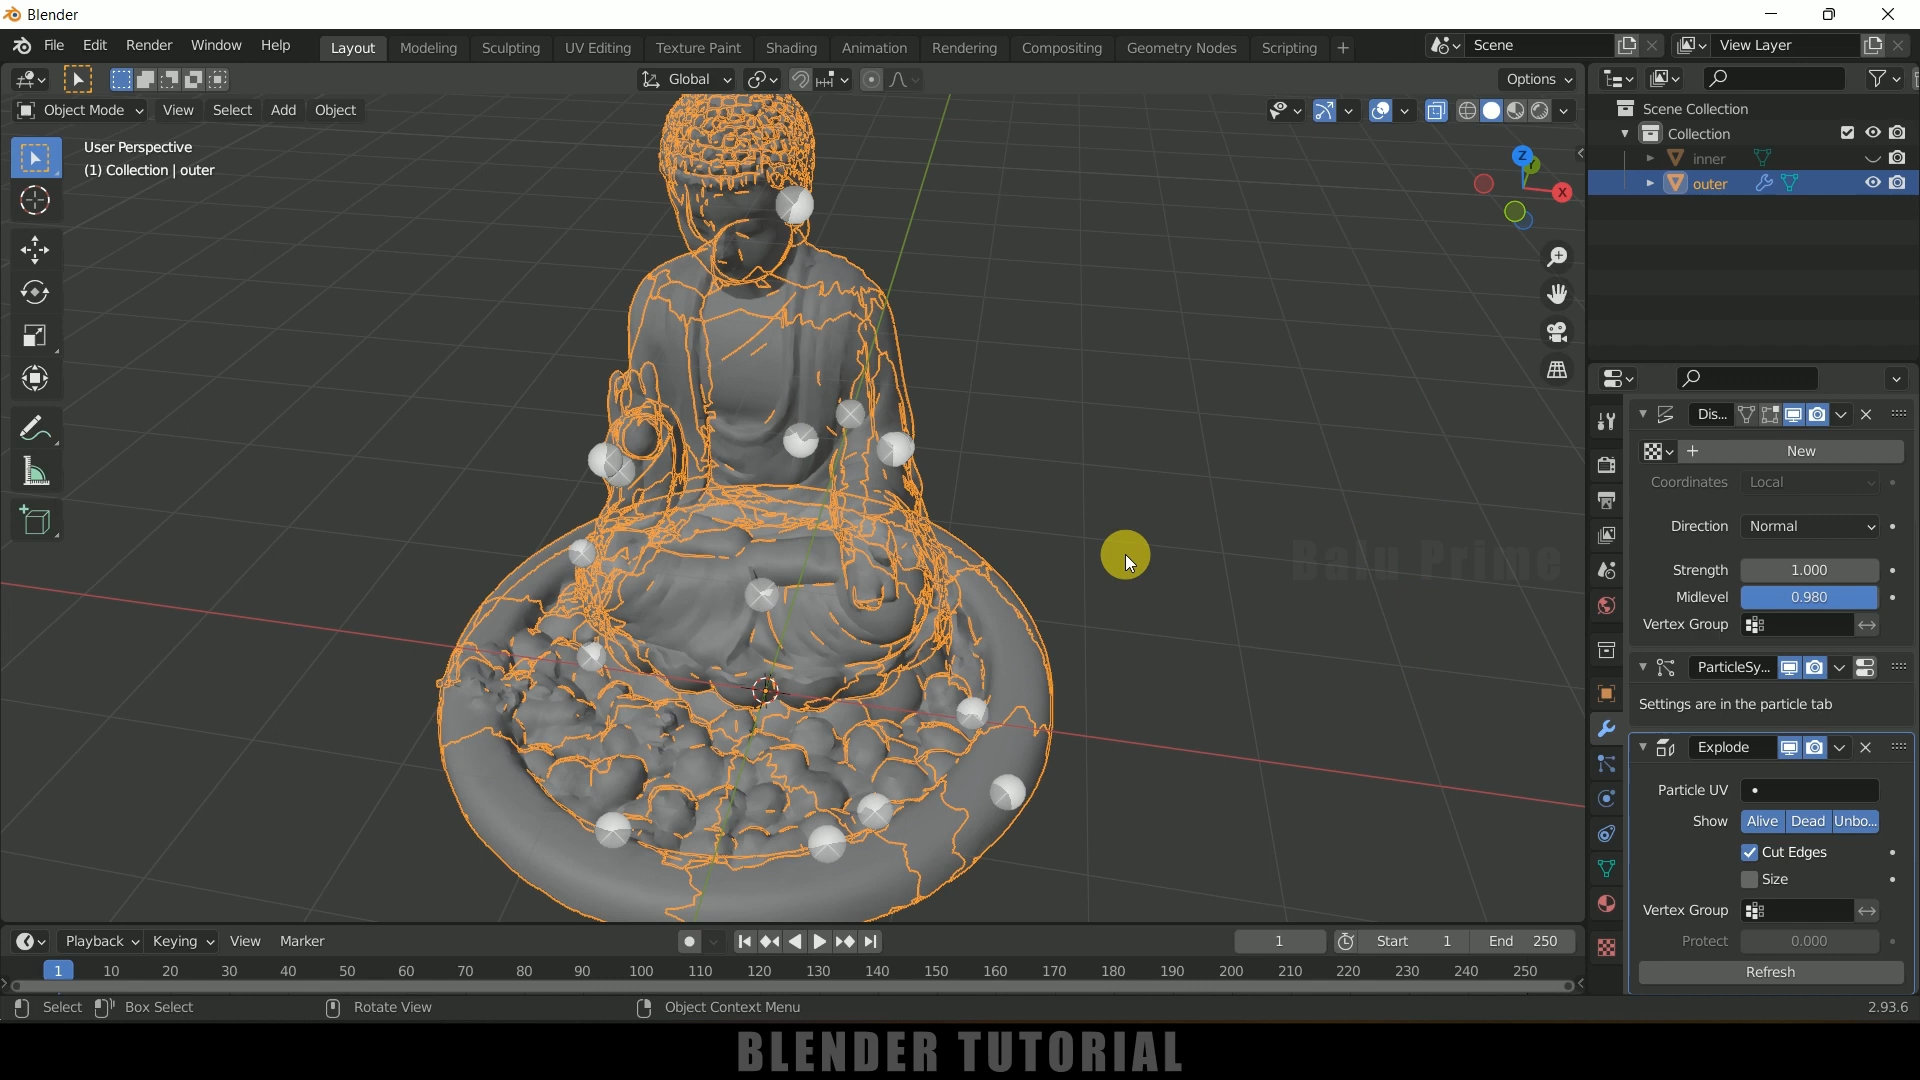 Blender
File Edit Render Window Help Layout Modeling Sculpting UV Editing Texture Paint Shading Animation Rendering Compositing Geometry Nodes Scripting + Scene View Layer
Global Options
Object Mode View Select Add Object
User Perspective
(1) Collection | outer
Z
Y
X
Scene Collection
Collection
inner
outer
Dis...
+ New
Coordinates Local
Direction Normal
Strength 1.000
Midlevel 0.980
Vertex Group
ParticleSy...
Settings are in the particle tab
Explode
Particle UV
Show Alive Dead Unbo...
Cut Edges
Size
Vertex Group
Protect 0.000
Refresh
Balu Prime
Playback Keying View Marker 1 Start 1 End 250
1 10 20 30 40 50 60 70 80 90 100 110 120 130 140 150 160 170 180 190 200 210 220 230 240 250
Select Box Select Rotate View Object Context Menu 2.93.6
BLENDER TUTORIAL